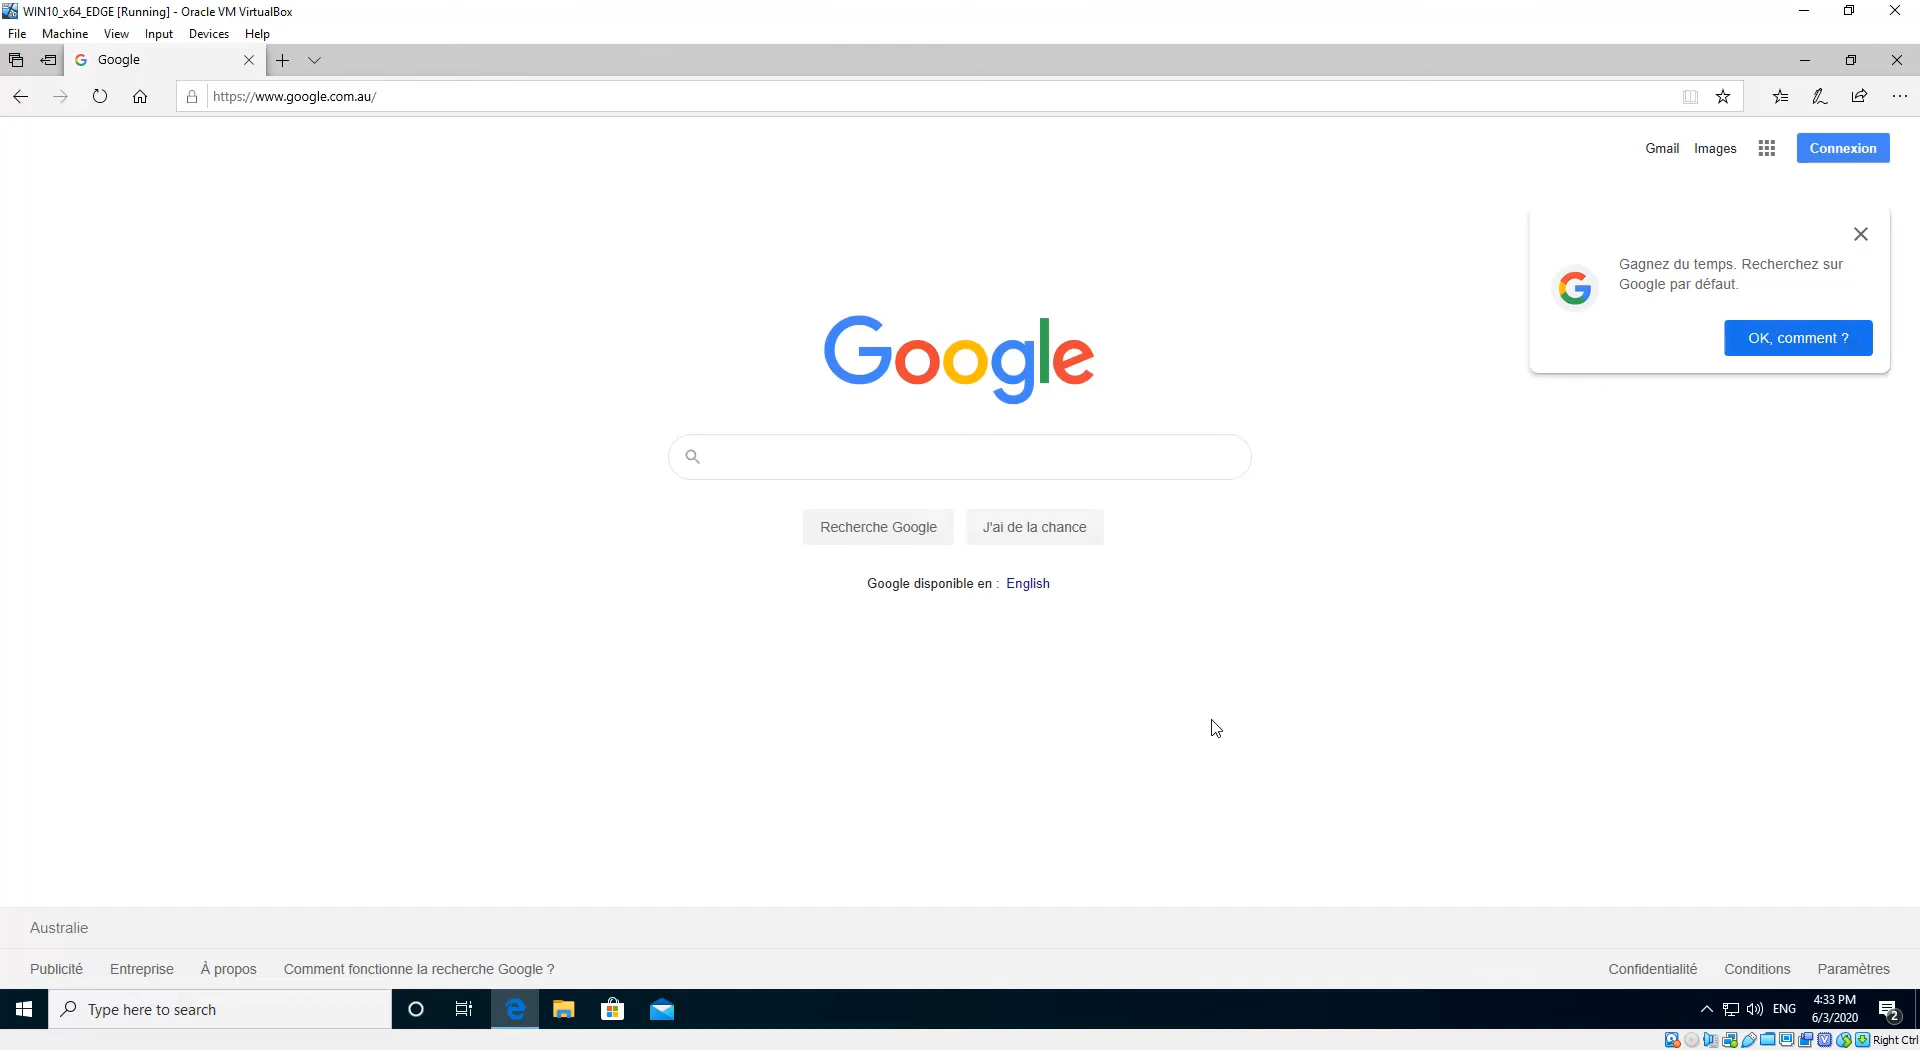 WIN10_x64_EDGE [Running] - Oracle VM VirtualBox
File Machine View Input Devices Help
Google
https://www.google.com.au/
Gmail Images Connexion
Gagnez du temps. Recherchez sur
Google par défaut.
OK, comment ?
Google
Recherche Google J'ai de la chance
Google disponible en : English
Australie
Publicité Entreprise À propos Comment fonctionne la recherche Google ? Confidentialité Conditions Paramètres
Type here to search
ENG
4:33 PM
6/3/2020
2
Right Ctrl